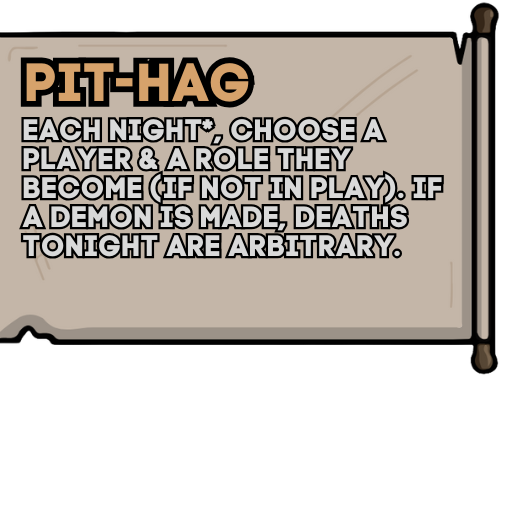 PIT-HAG
EACH NIGHT*, CHOOSE A
PLAYER & A ROLE THEY
BECOME (IF NOT IN PLAY). IF
A DEMON IS MADE, DEATHS
TONIGHT ARE ARBITRARY.